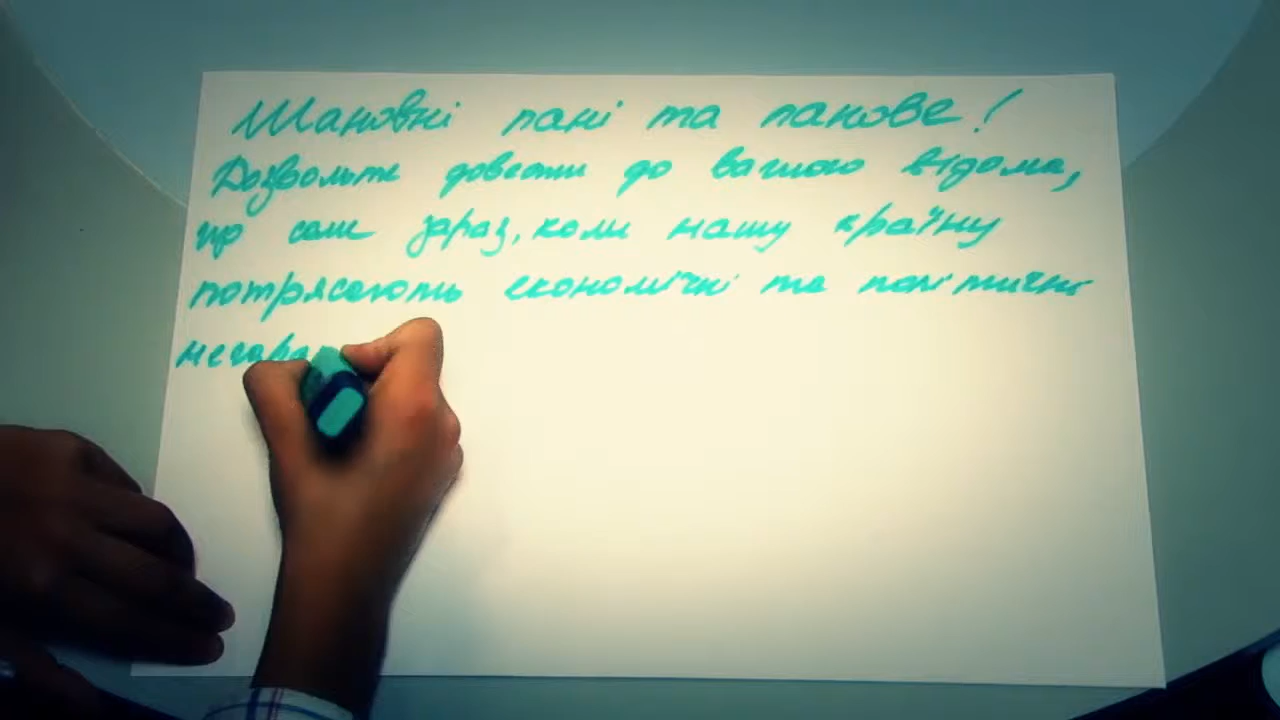 Шановні пані та панове!
Дозвольте довести до вашого відома,
що саме зараз, коли нашу країну
потрясають економічні та політичні